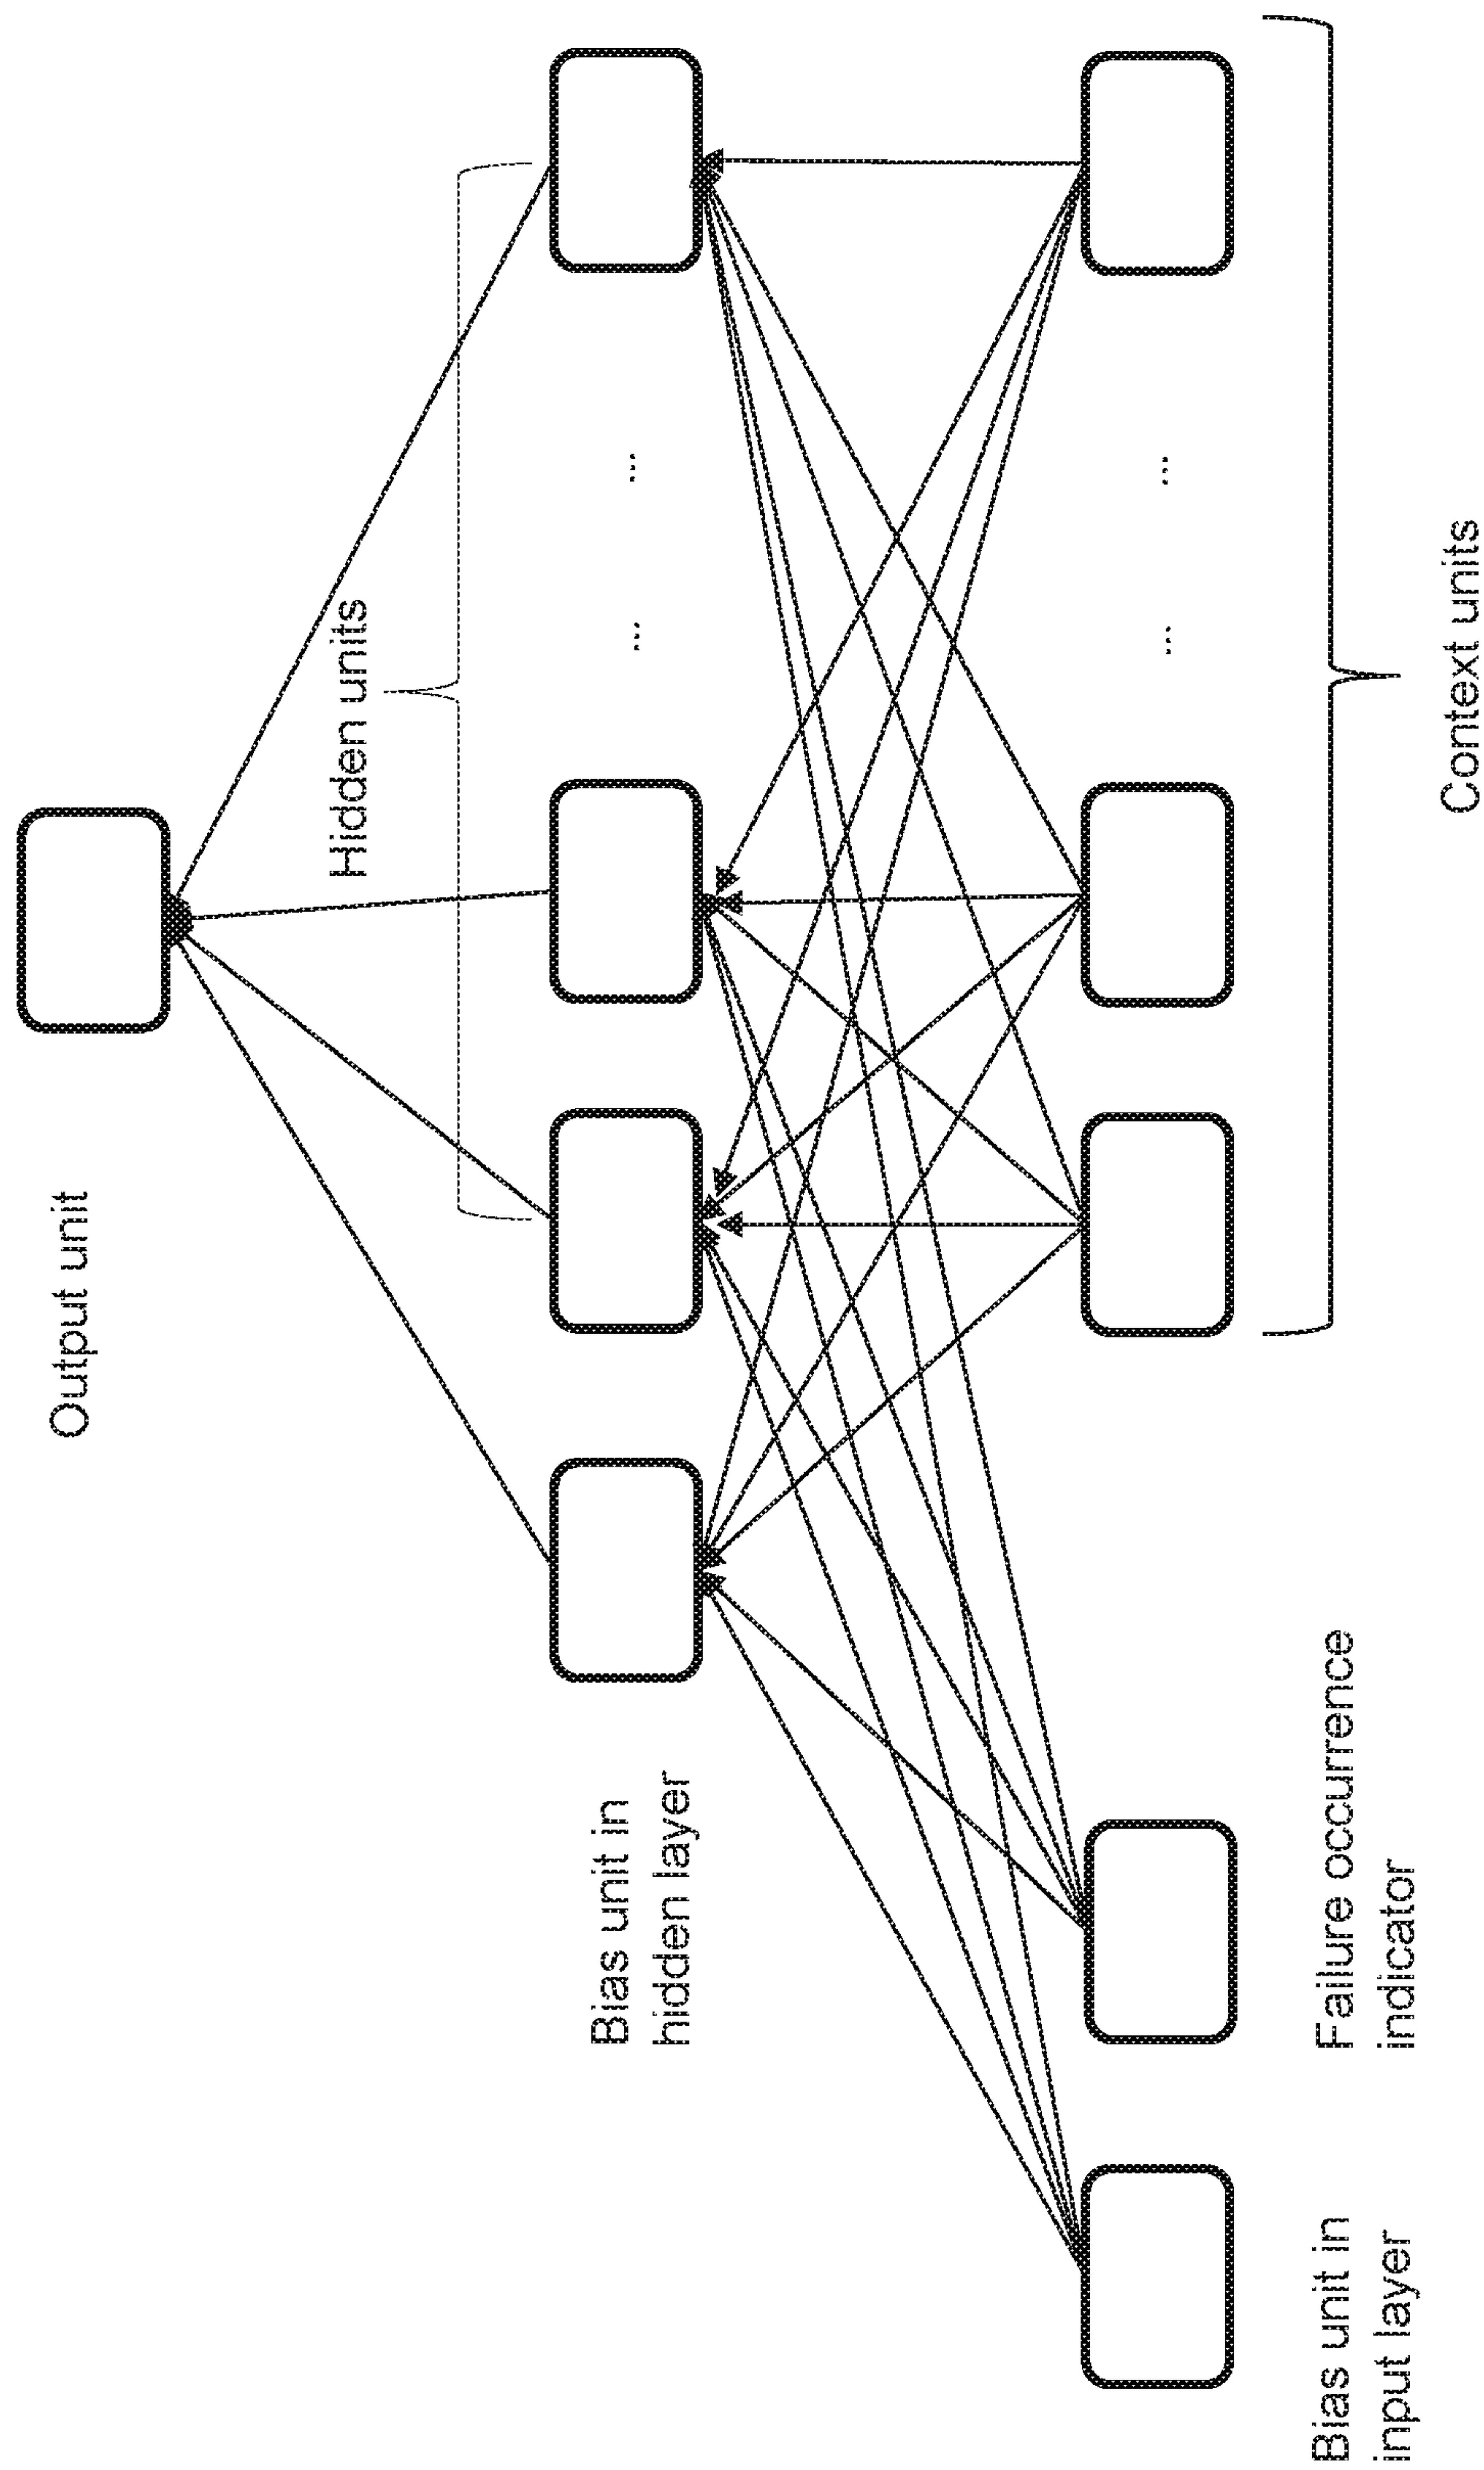 Output unit
Hidden units
Bias unit in
hidden layer
...
...
...
...
Bias unit in
input layer
Failure occurrence
indicator
Context units